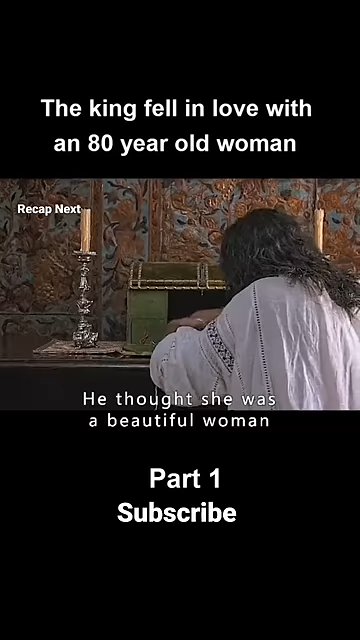 The king fell in love with
an 80 year old woman
Recap Next
He thought she was
a beautiful woman
Part 1
Subscribe